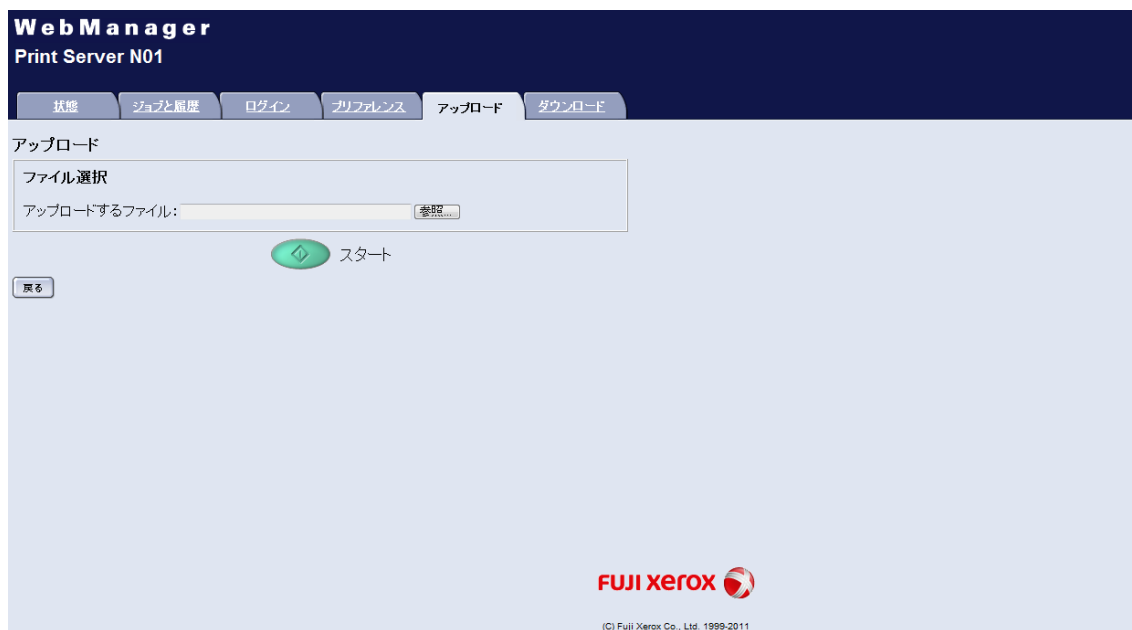 WebManager
Print Server N01
状態 ジョブと履歴 ログイン プリファレンス アップロード ダウンロード
アップロード
ファイル選択
アップロードするファイル: 参照...
スタート
戻る
FUJI xerox
(C) Fuji Xerox Co., Ltd. 1999-2011